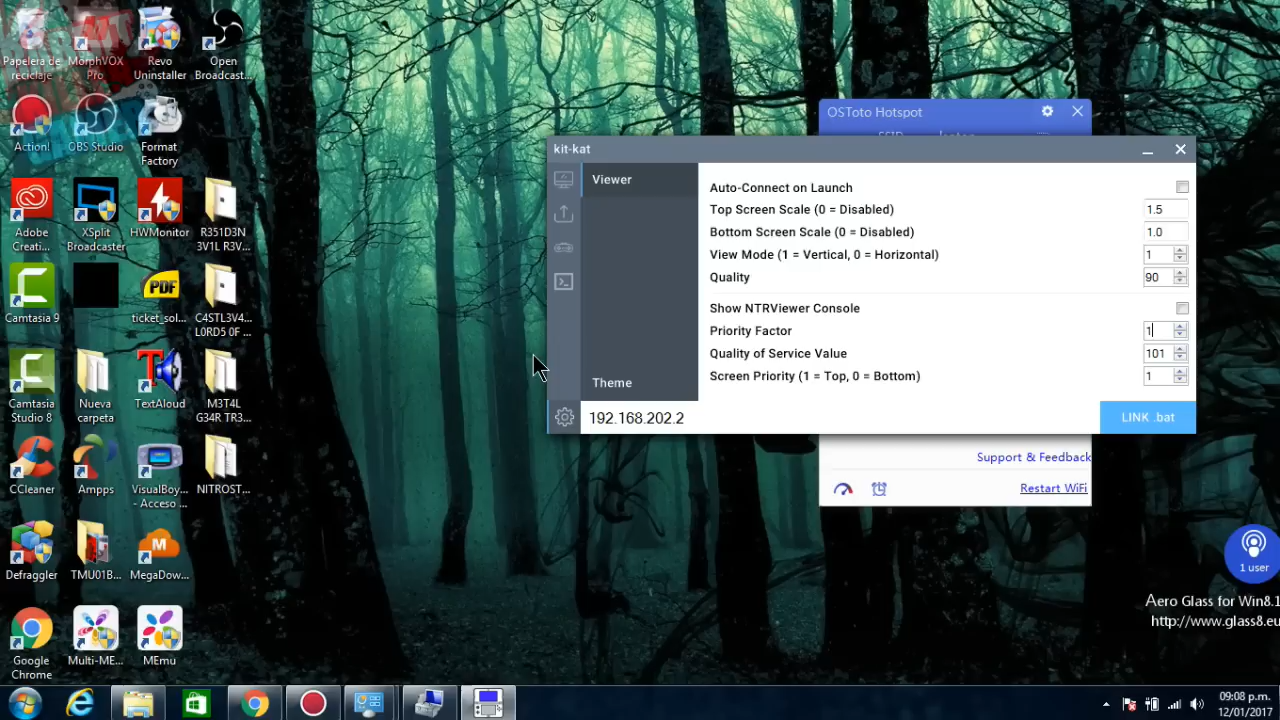 Papelera de
reciclaje
MorphVOX
Pro
Revo
Uninstaller
Open
Broadcast...
Action!
OBS Studio
Format
Factory
Adobe
Creati...
XSplit
Broadcaster
HWMonitor
R351D3N
3V1L R3V...
Camtasia 9
PDF
ticket_sol...
C4STL3V4...
L0RD5 0F ...
Camtasia
Studio 8
Nueva
carpeta
TextAloud
M3T4L
G34R TR3...
CCleaner
Ampps
VisualBoy...
- Acceso ...
NITROST...
Defraggler
TMU01B...
MegaDow...
Google
Chrome
Multi-ME...
MEmu
OSToto Hotspot
kit-kat
Viewer
Theme
Auto-Connect on Launch
Top Screen Scale (0 = Disabled) 1.5
Bottom Screen Scale (0 = Disabled) 1.0
View Mode (1 = Vertical, 0 = Horizontal) 1
Quality 90
Show NTRViewer Console
Priority Factor 1
Quality of Service Value 101
Screen Priority (1 = Top, 0 = Bottom) 1
192.168.202.2
LINK .bat
Support & Feedback
Restart WiFi
1 user
Aero Glass for Win8.1
http://www.glass8.eu
09:08 p.m.
12/01/2017